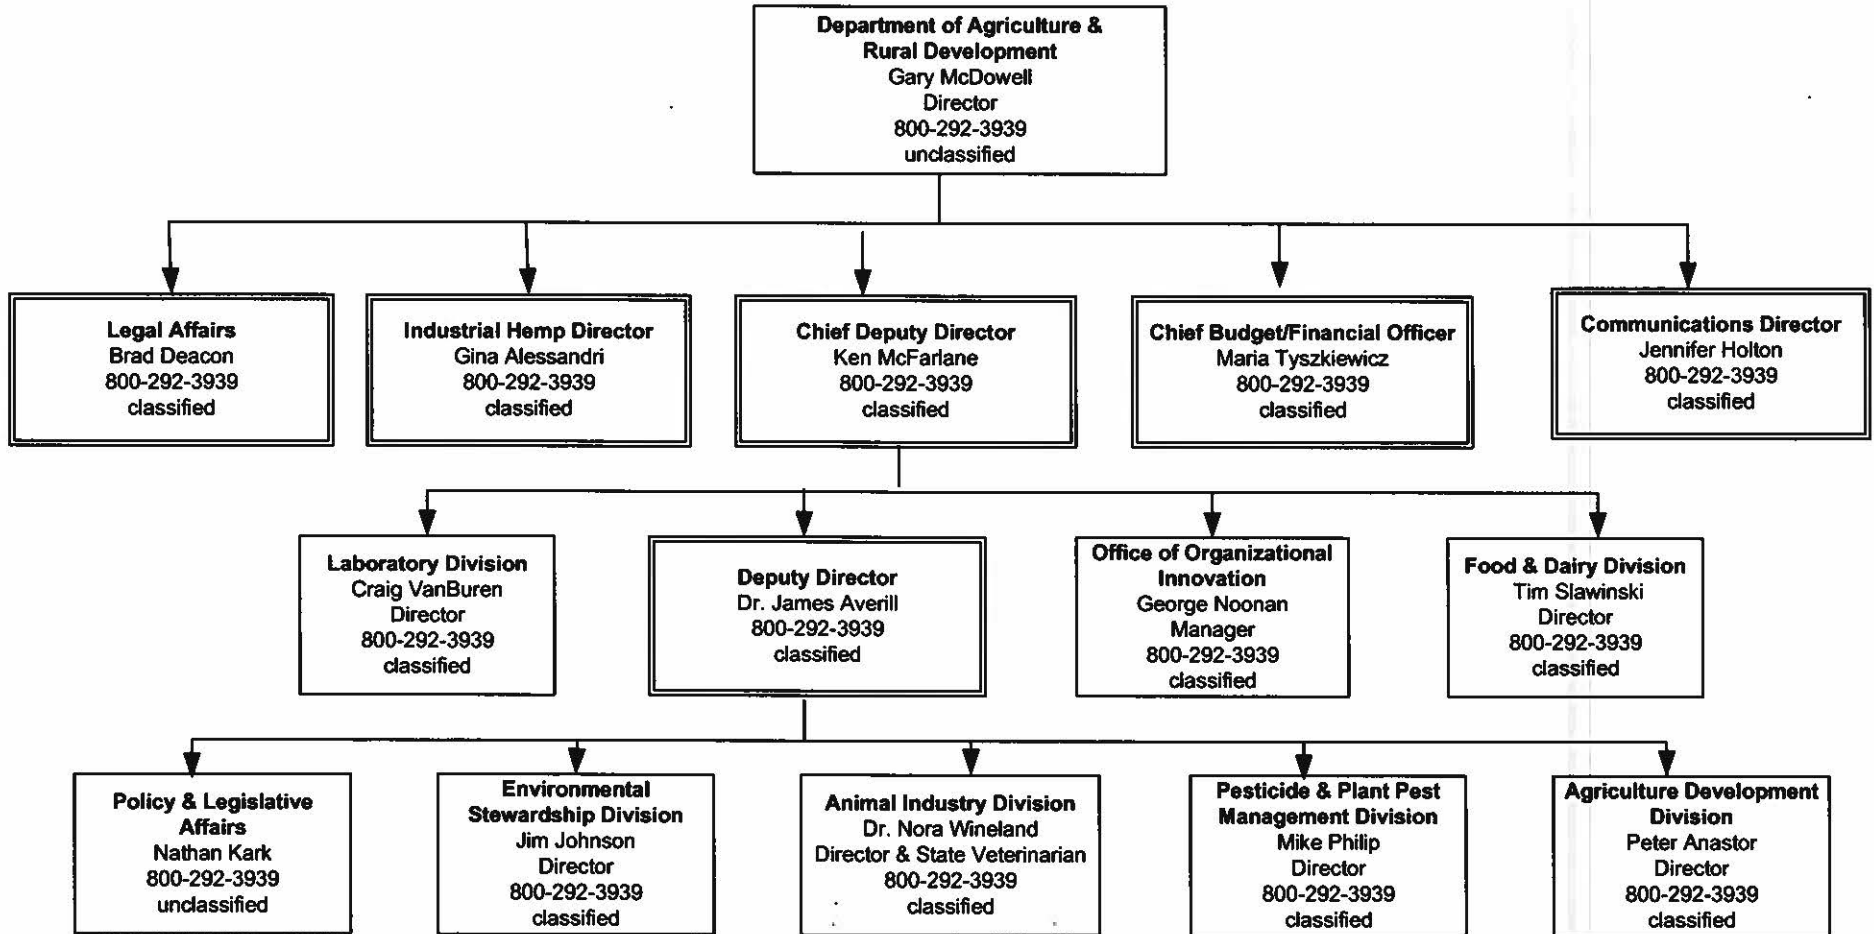 Department of Agriculture &
Rural Development
Gary McDowell
Director
800-292-3939
unclassified
Legal Affairs
Brad Deacon
800-292-3939
classified
Industrial Hemp Director
Gina Alessandri
800-292-3939
classified
Chief Deputy Director
Ken McFarlane
800-292-3939
classified
Chief Budget/Financial Officer
Maria Tyszkiewicz
800-292-3939
classified
Communications Director
Jennifer Holton
800-292-3939
classified
Laboratory Division
Craig VanBuren
Director
800-292-3939
classified
Deputy Director
Dr. James Averill
800-292-3939
classified
Office of Organizational
Innovation
George Noonan
Manager
800-292-3939
classified
Food & Dairy Division
Tim Slawinski
Director
800-292-3939
classified
Policy & Legislative
Affairs
Nathan Kark
800-292-3939
unclassified
Environmental
Stewardship Division
Jim Johnson
Director
800-292-3939
classified
Animal Industry Division
Dr. Nora Wineland
Director & State Veterinarian
800-292-3939
classified
Pesticide & Plant Pest
Management Division
Mike Philip
Director
800-292-3939
classified
Agriculture Development
Division
Peter Anastor
Director
800-292-3939
classified